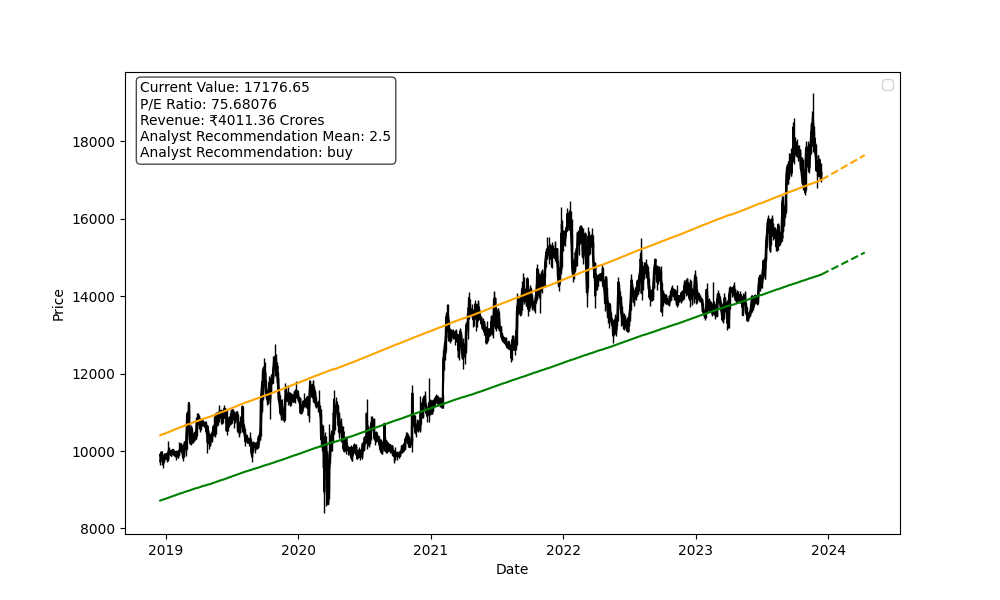 Current Value: 17176.65
P/E Ratio: 75.68076
Revenue: ₹4011.36 Crores
Analyst Recommendation Mean: 2.5
Analyst Recommendation: buy
18000
16000
14000
12000
10000
8000
Price
2019 2020 2021 2022 2023 2024
Date